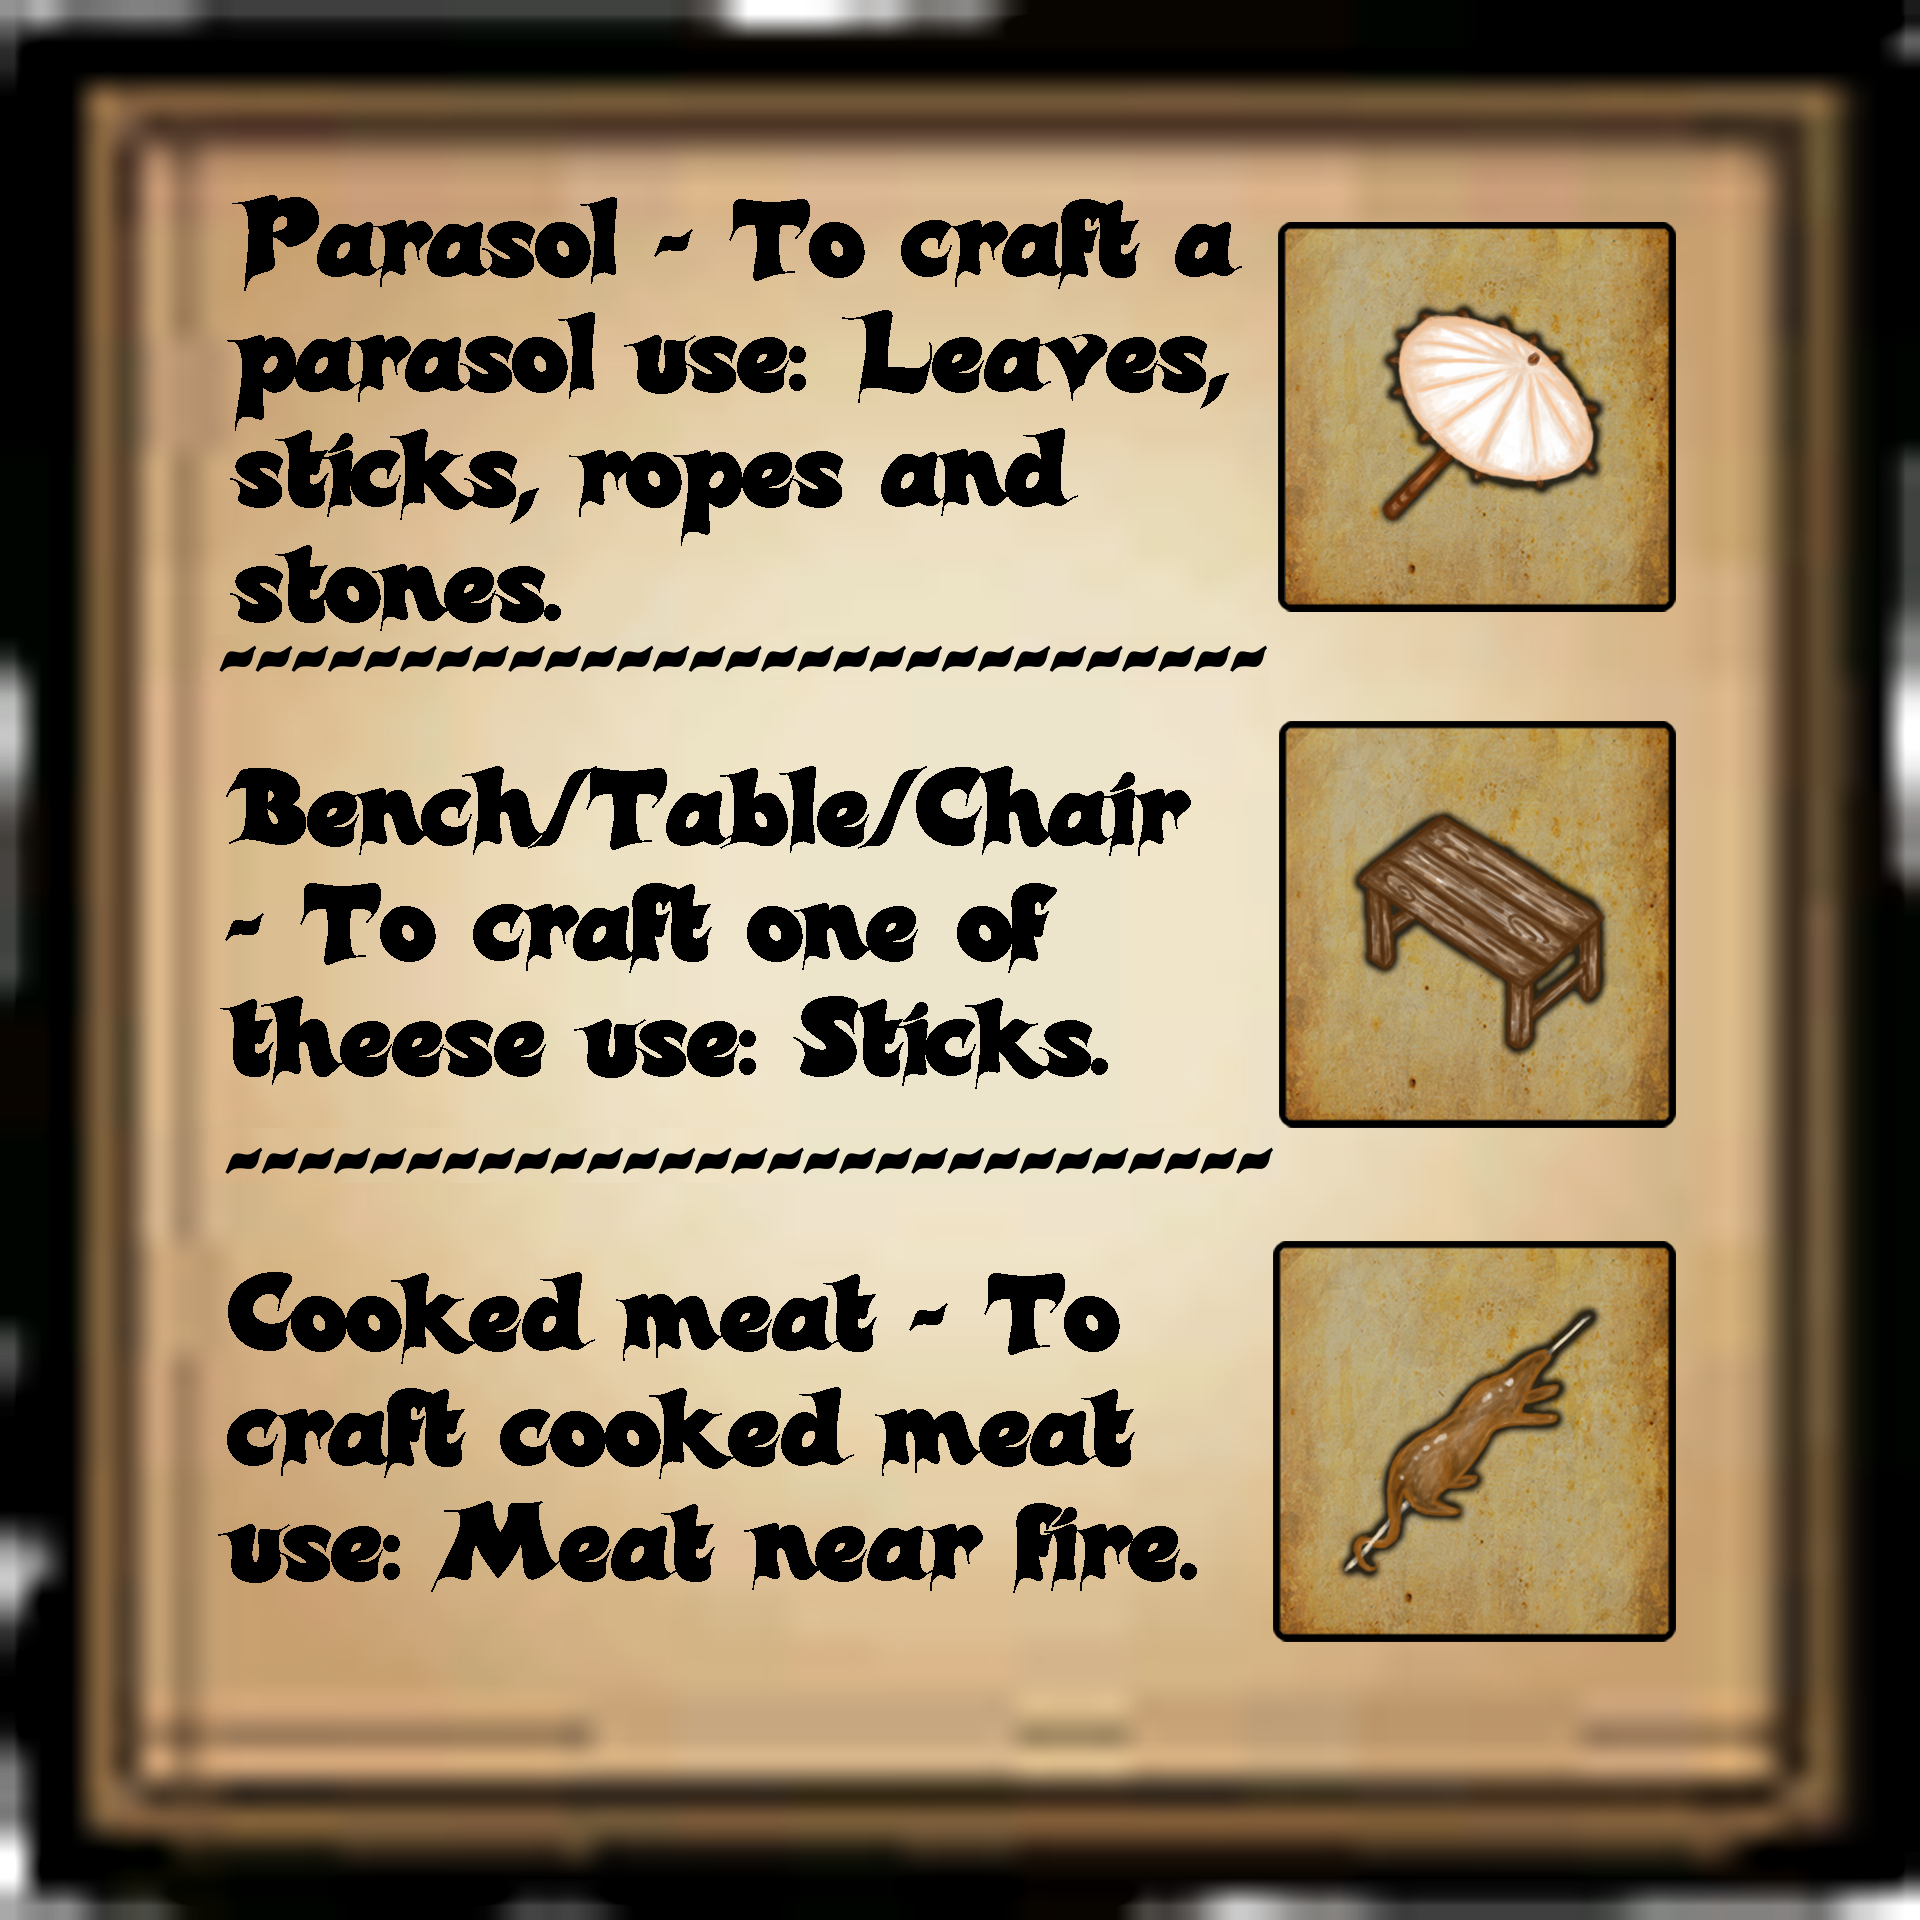 Parasol - To craft a
parasol use: Leaves,
sticks, ropes and
stones.
~~~~~~~~~~~~~~~~~~~~~~~~~~~~~
Bench/Table/Chair
- To craft one of
theese use: Sticks.
~~~~~~~~~~~~~~~~~~~~~~~~~~~~~
Cooked meat - To
craft cooked meat
use: Meat near fire.